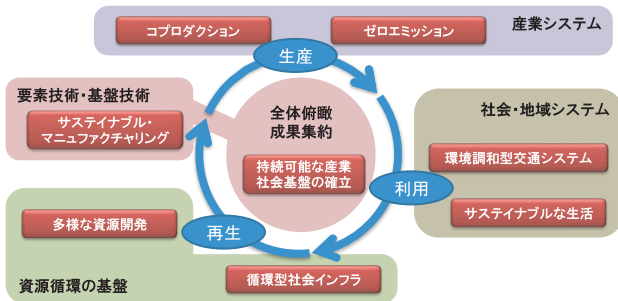 産業システム
コプロダクション
ゼロエミッション
生産
要素技術・基盤技術
サステイナブル・
マニュファクチャリング
全体俯瞰
成果集約
持続可能な産業
社会基盤の確立
社会・地域システム
環境調和型交通システム
サステイナブルな生活
利用
再生
多様な資源開発
循環型社会インフラ
資源循環の基盤